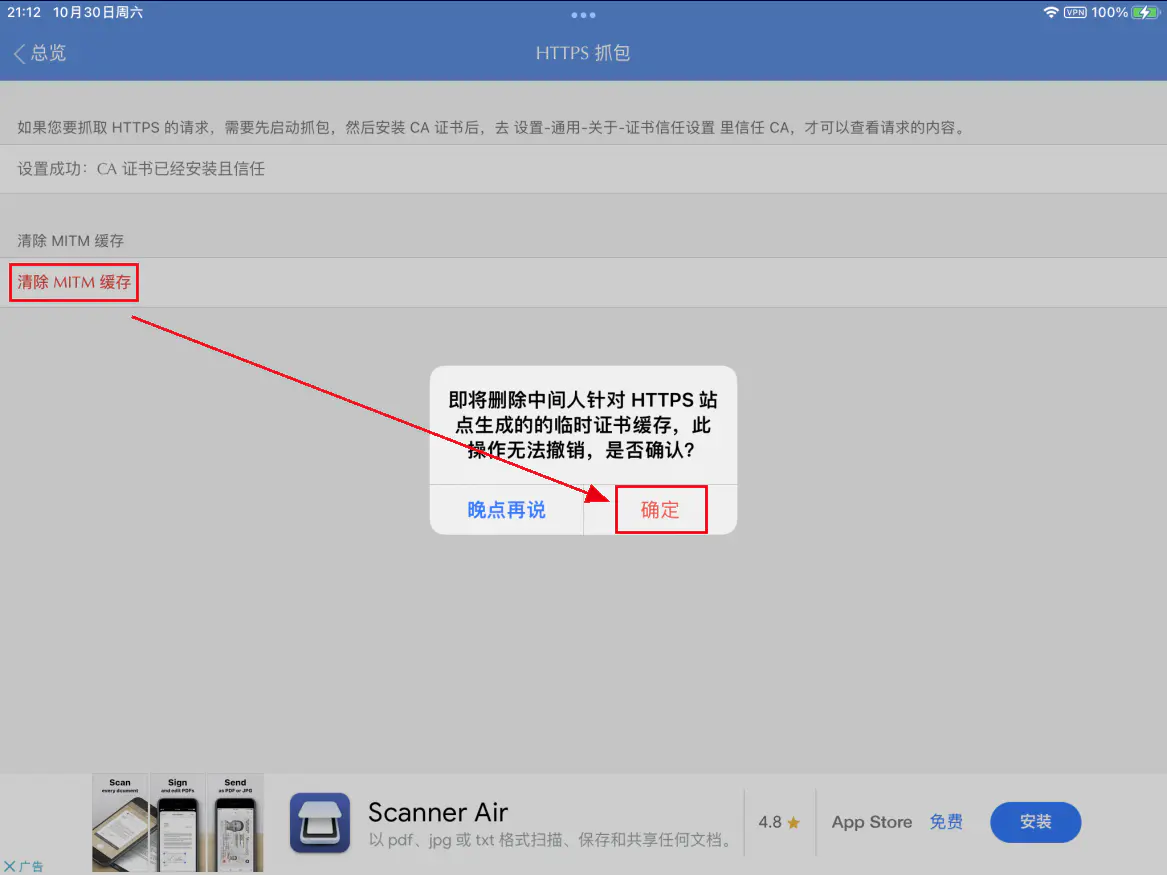 21:12 10月30日周六
VPN 100%
总览
HTTPS 抓包
如果您要抓取 HTTPS 的请求，需要先启动抓包，然后安装 CA 证书后，去 设置-通用-关于-证书信任设置 里信任 CA，才可以查看请求的内容。
设置成功：CA 证书已经安装且信任
清除 MITM 缓存
清除 MITM 缓存
即将删除中间人针对 HTTPS 站
点生成的的临时证书缓存，此
操作无法撤销，是否确认？
晚点再说
确定
Scan
every document
Sign
and edit PDFs
Send
as PDF or JPG
Scanner Air
以 pdf、jpg 或 txt 格式扫描、保存和共享任何文档。
4.8
App Store 免费
安装
广告